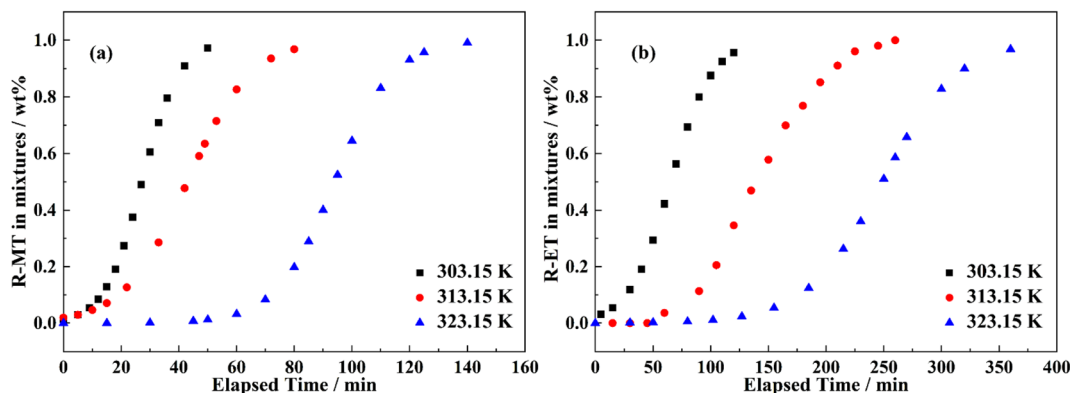 (a)
R-MT in mixtures / wt%
1.0
0.8
0.6
0.4
0.2
0.0
303.15 K
313.15 K
323.15 K
0 20 40 60 80 100 120 140 160
Elapsed Time / min
(b)
R-ET in mixtures / wt%
1.0
0.8
0.6
0.4
0.2
0.0
303.15 K
313.15 K
323.15 K
0 50 100 150 200 250 300 350 400
Elapsed Time / min